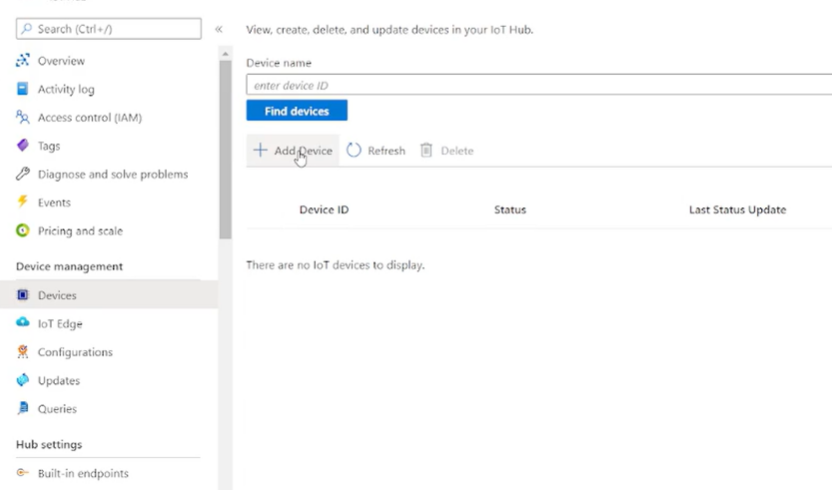 Search (Ctrl+/)
«
Overview
Activity log
Access control (IAM)
Tags
Diagnose and solve problems
Events
Pricing and scale
Device management
Devices
IoT Edge
Configurations
Updates
Queries
Hub settings
Built-in endpoints
View, create, delete, and update devices in your IoT Hub.
Device name
enter device ID
Find devices
+ Add Device Refresh Delete
Device ID Status Last Status Update
There are no IoT devices to display.